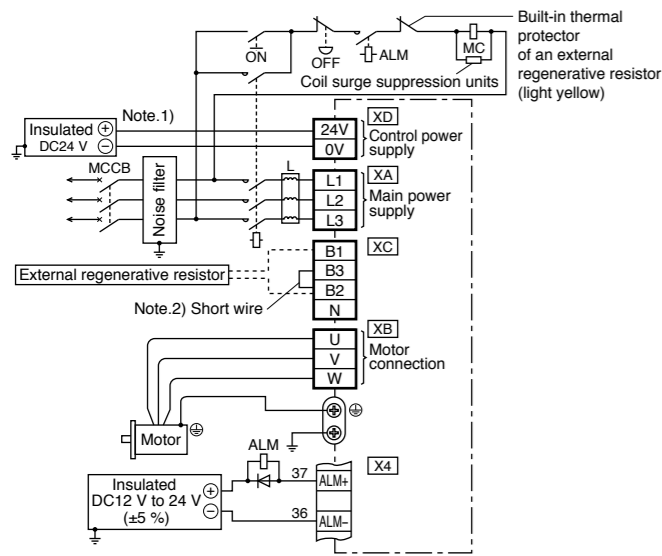 Built-in thermal
protector
of an external
regenerative resistor
(light yellow)
ON
OFF
ALM
MC
Coil surge suppression units
Note.1)
Insulated
DC24 V
24V
0V
XD
Control power
supply
MCCB
Noise filter
L
L1
L2
L3
XA
Main power
supply
External regenerative resistor
B1
B3
B2
N
XC
Note.2) Short wire
U
V
W
XB
Motor
connection
Motor
ALM
Insulated
DC12 V to 24 V
(±5 %)
37
36
ALM+
ALM−
X4